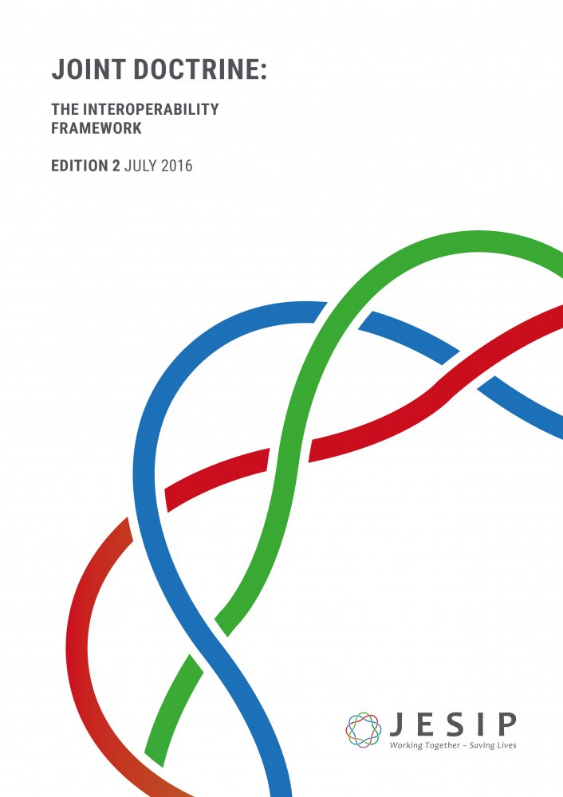 JOINT DOCTRINE:
THE INTEROPERABILITY
FRAMEWORK
EDITION 2 JULY 2016
JESIP
Working Together – Saving Lives